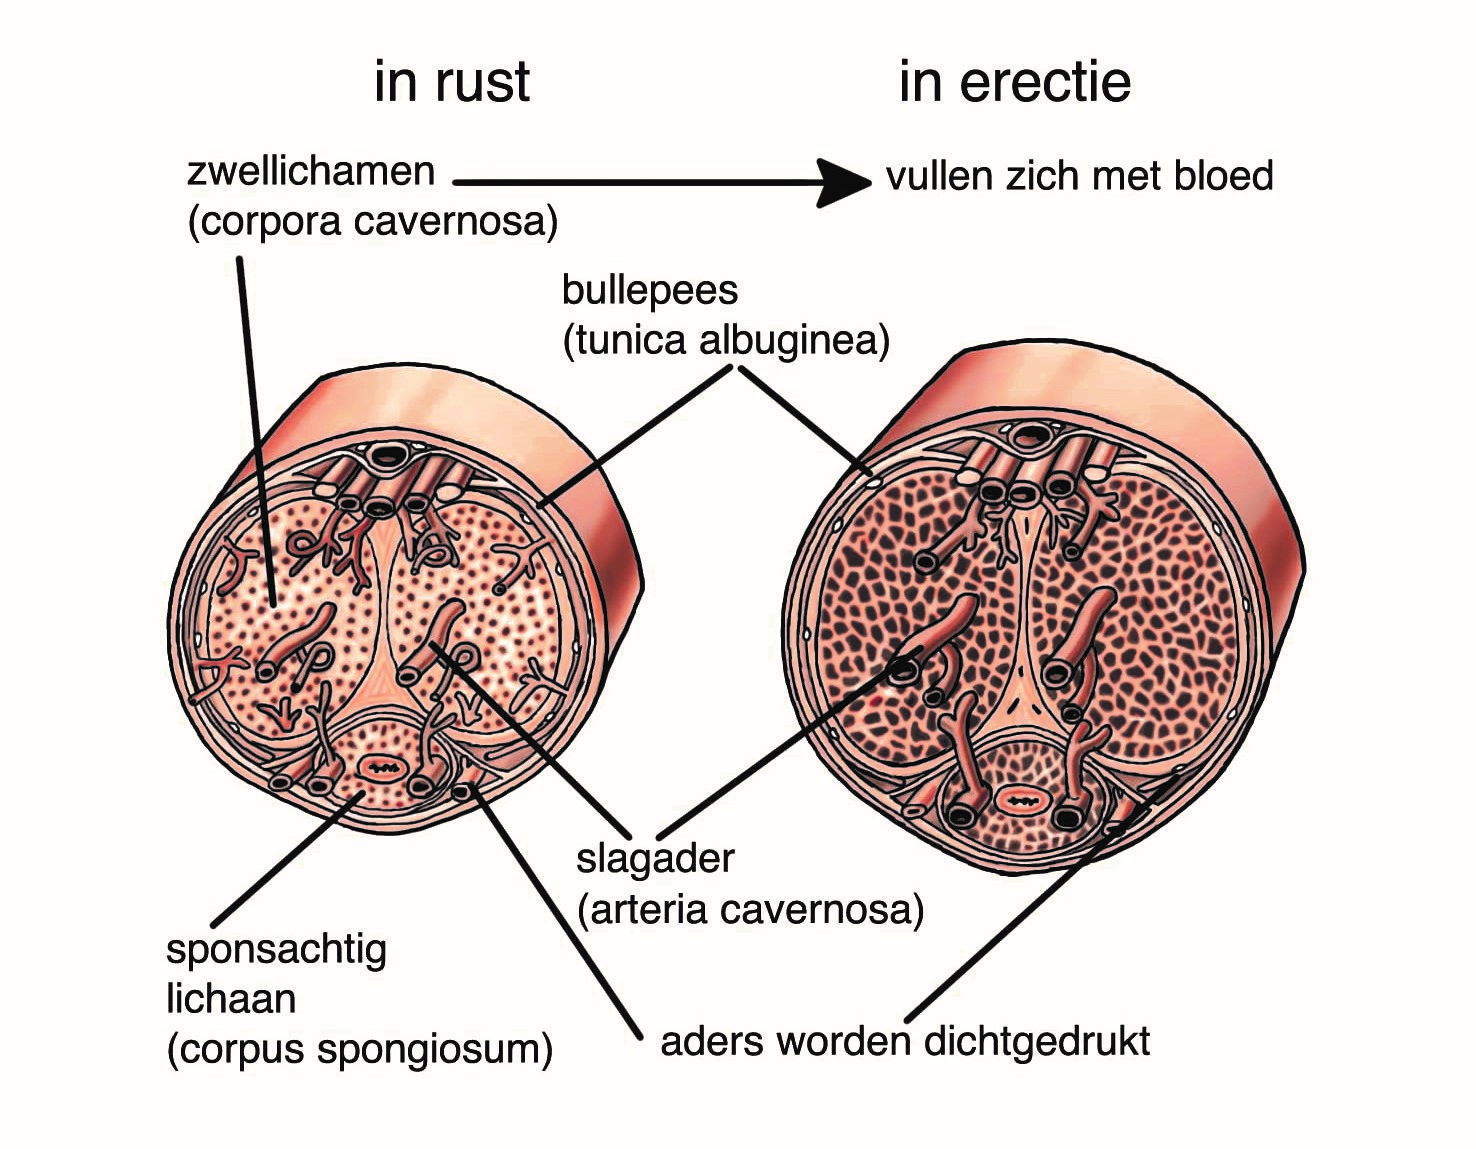 in rust
in erectie
zwellichamen
(corpora cavernosa)
vullen zich met bloed
bullepees
(tunica albuginea)
slagader
(arteria cavernosa)
sponsachtig
lichaan
(corpus spongiosum)
aders worden dichtgedrukt